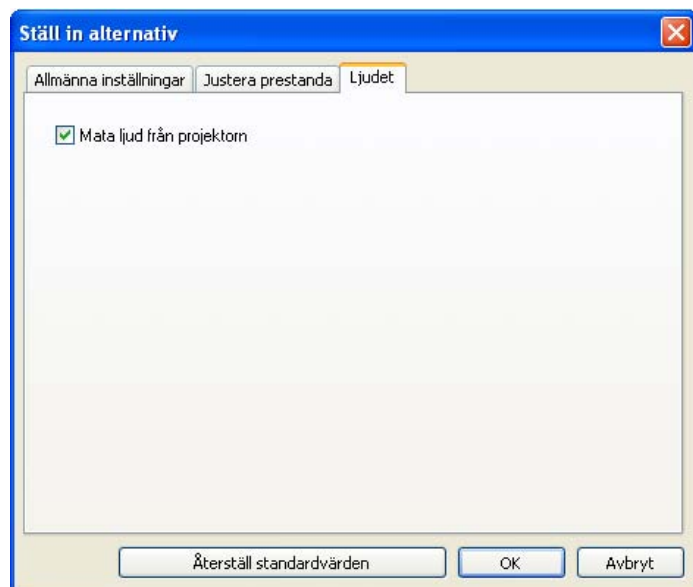 Ställ in alternativ
Allmänna inställningar Justera prestanda Ljudet
Mata ljud från projektorn
Återställ standardvärden OK Avbryt